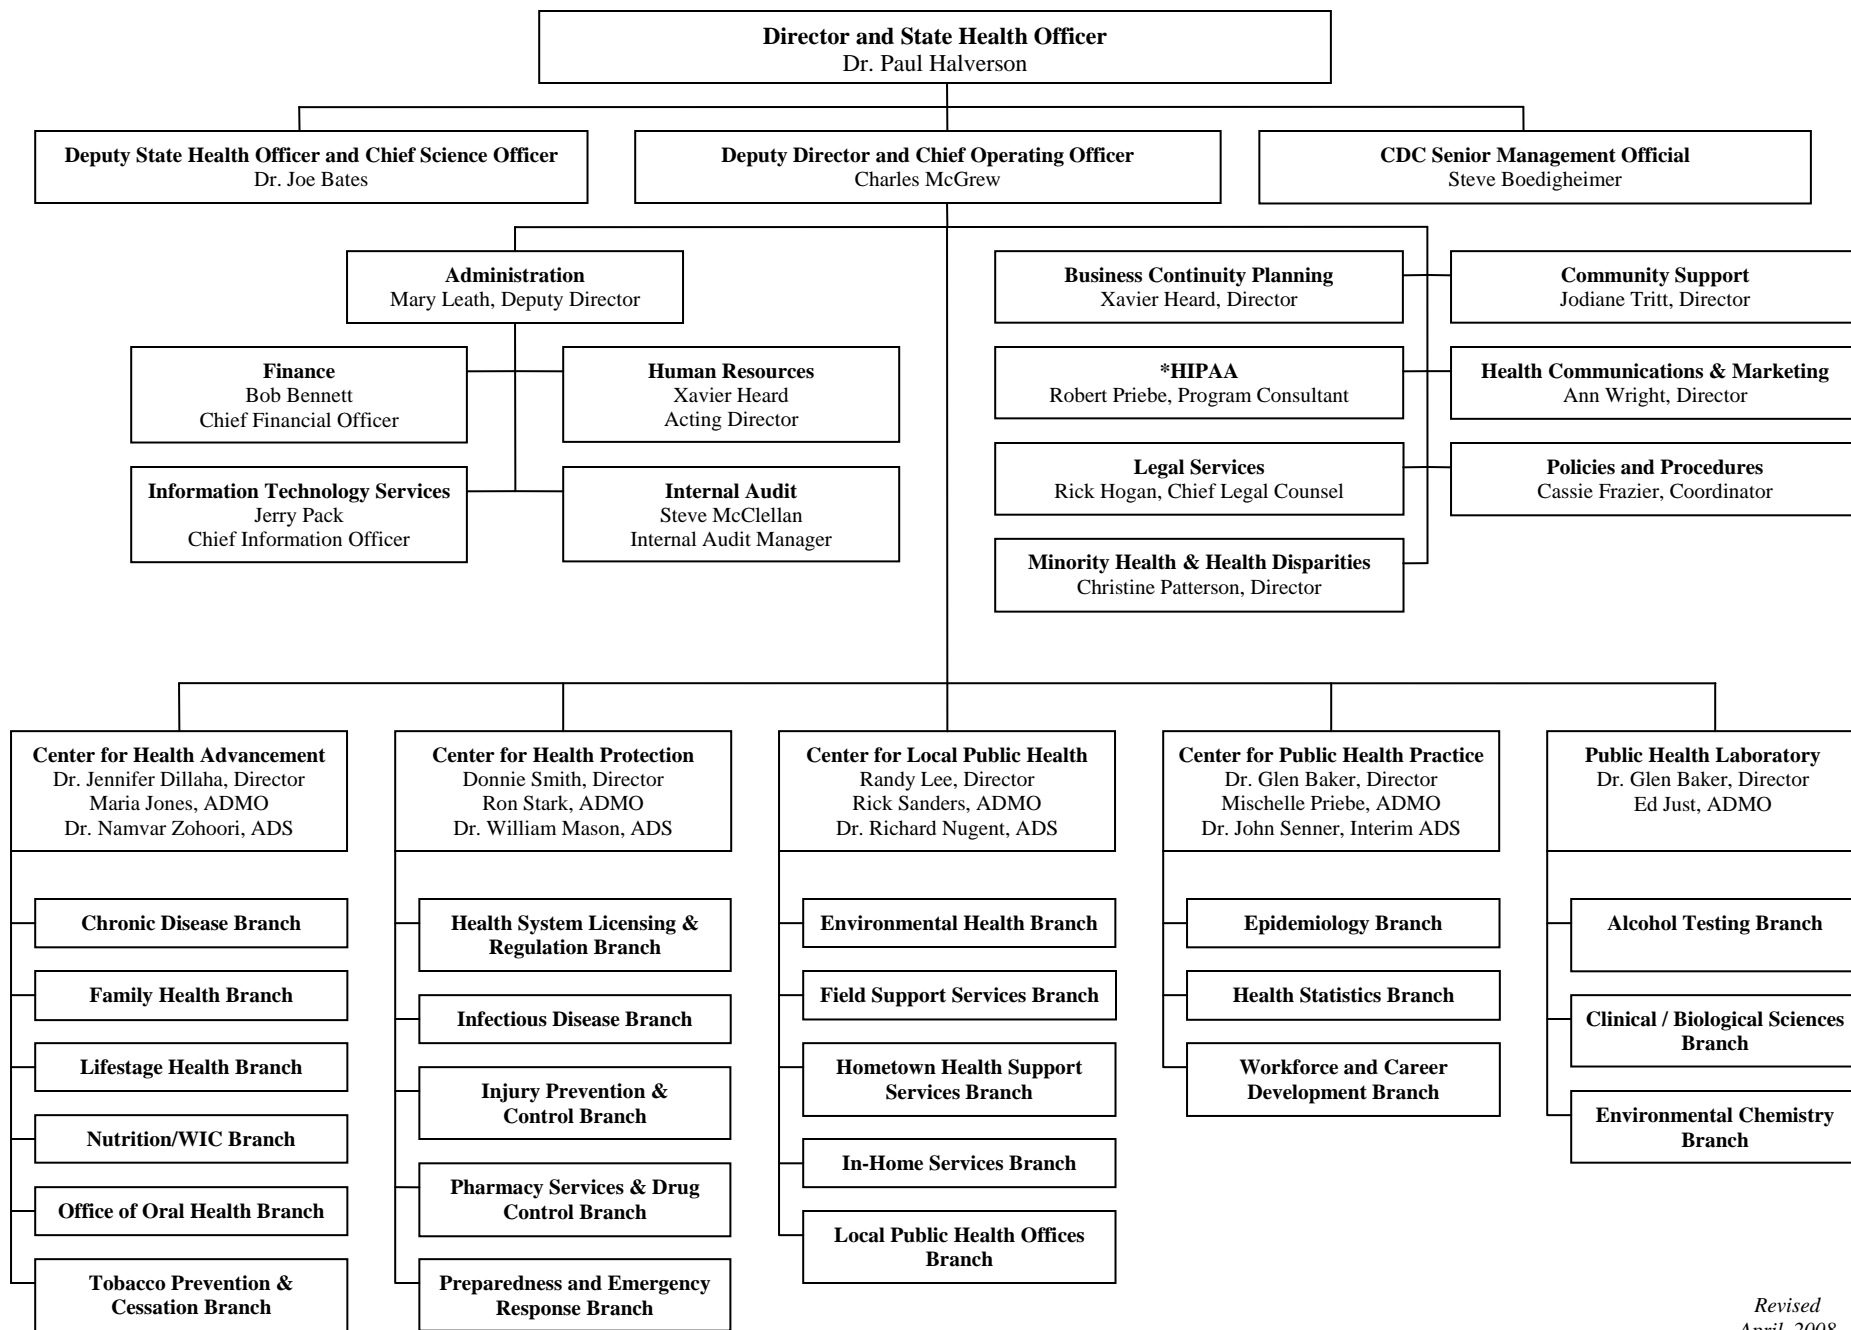 Director and State Health Officer
Dr. Paul Halverson
Deputy State Health Officer and Chief Science Officer
Dr. Joe Bates
Deputy Director and Chief Operating Officer
Charles McGrew
CDC Senior Management Official
Steve Boedigheimer
Administration
Mary Leath, Deputy Director
Finance
Bob Bennett
Chief Financial Officer
Human Resources
Xavier Heard
Acting Director
Information Technology Services
Jerry Pack
Chief Information Officer
Internal Audit
Steve McClellan
Internal Audit Manager
Business Continuity Planning
Xavier Heard, Director
Community Support
Jodiane Tritt, Director
*HIPAA
Robert Priebe, Program Consultant
Health Communications & Marketing
Ann Wright, Director
Legal Services
Rick Hogan, Chief Legal Counsel
Policies and Procedures
Cassie Frazier, Coordinator
Minority Health & Health Disparities
Christine Patterson, Director
Center for Health Advancement
Dr. Jennifer Dillaha, Director
Maria Jones, ADMO
Dr. Namvar Zohoori, ADS
Chronic Disease Branch
Family Health Branch
Lifestage Health Branch
Nutrition/WIC Branch
Office of Oral Health Branch
Tobacco Prevention &
Cessation Branch
Center for Health Protection
Donnie Smith, Director
Ron Stark, ADMO
Dr. William Mason, ADS
Health System Licensing &
Regulation Branch
Infectious Disease Branch
Injury Prevention &
Control Branch
Pharmacy Services & Drug
Control Branch
Preparedness and Emergency
Response Branch
Center for Local Public Health
Randy Lee, Director
Rick Sanders, ADMO
Dr. Richard Nugent, ADS
Environmental Health Branch
Field Support Services Branch
Hometown Health Support
Services Branch
In-Home Services Branch
Local Public Health Offices
Branch
Center for Public Health Practice
Dr. Glen Baker, Director
Mischelle Priebe, ADMO
Dr. John Senner, Interim ADS
Epidemiology Branch
Health Statistics Branch
Workforce and Career
Development Branch
Public Health Laboratory
Dr. Glen Baker, Director
Ed Just, ADMO
Alcohol Testing Branch
Clinical / Biological Sciences
Branch
Environmental Chemistry
Branch
Revised
April, 2008